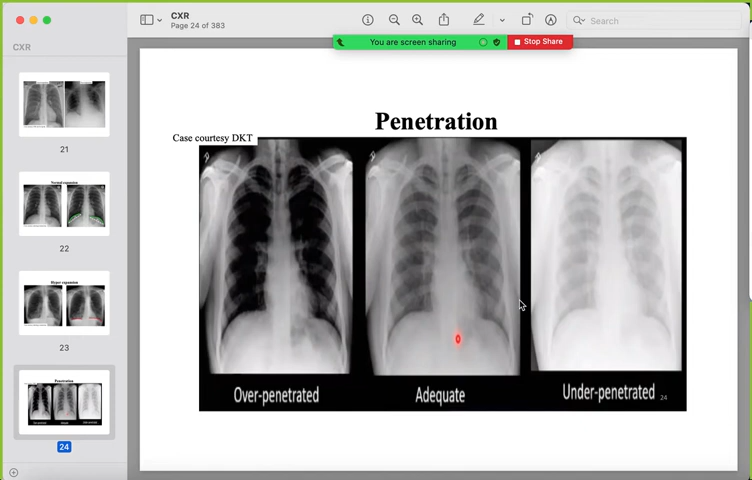 CXR
Page 24 of 383
Search
You are screen sharing
Stop Share
CXR
21
Normal expansion
22
Hyper expansion
23
Penetration
24
Penetration
Case courtesy DKT
Over-penetrated
Adequate
Under-penetrated
24